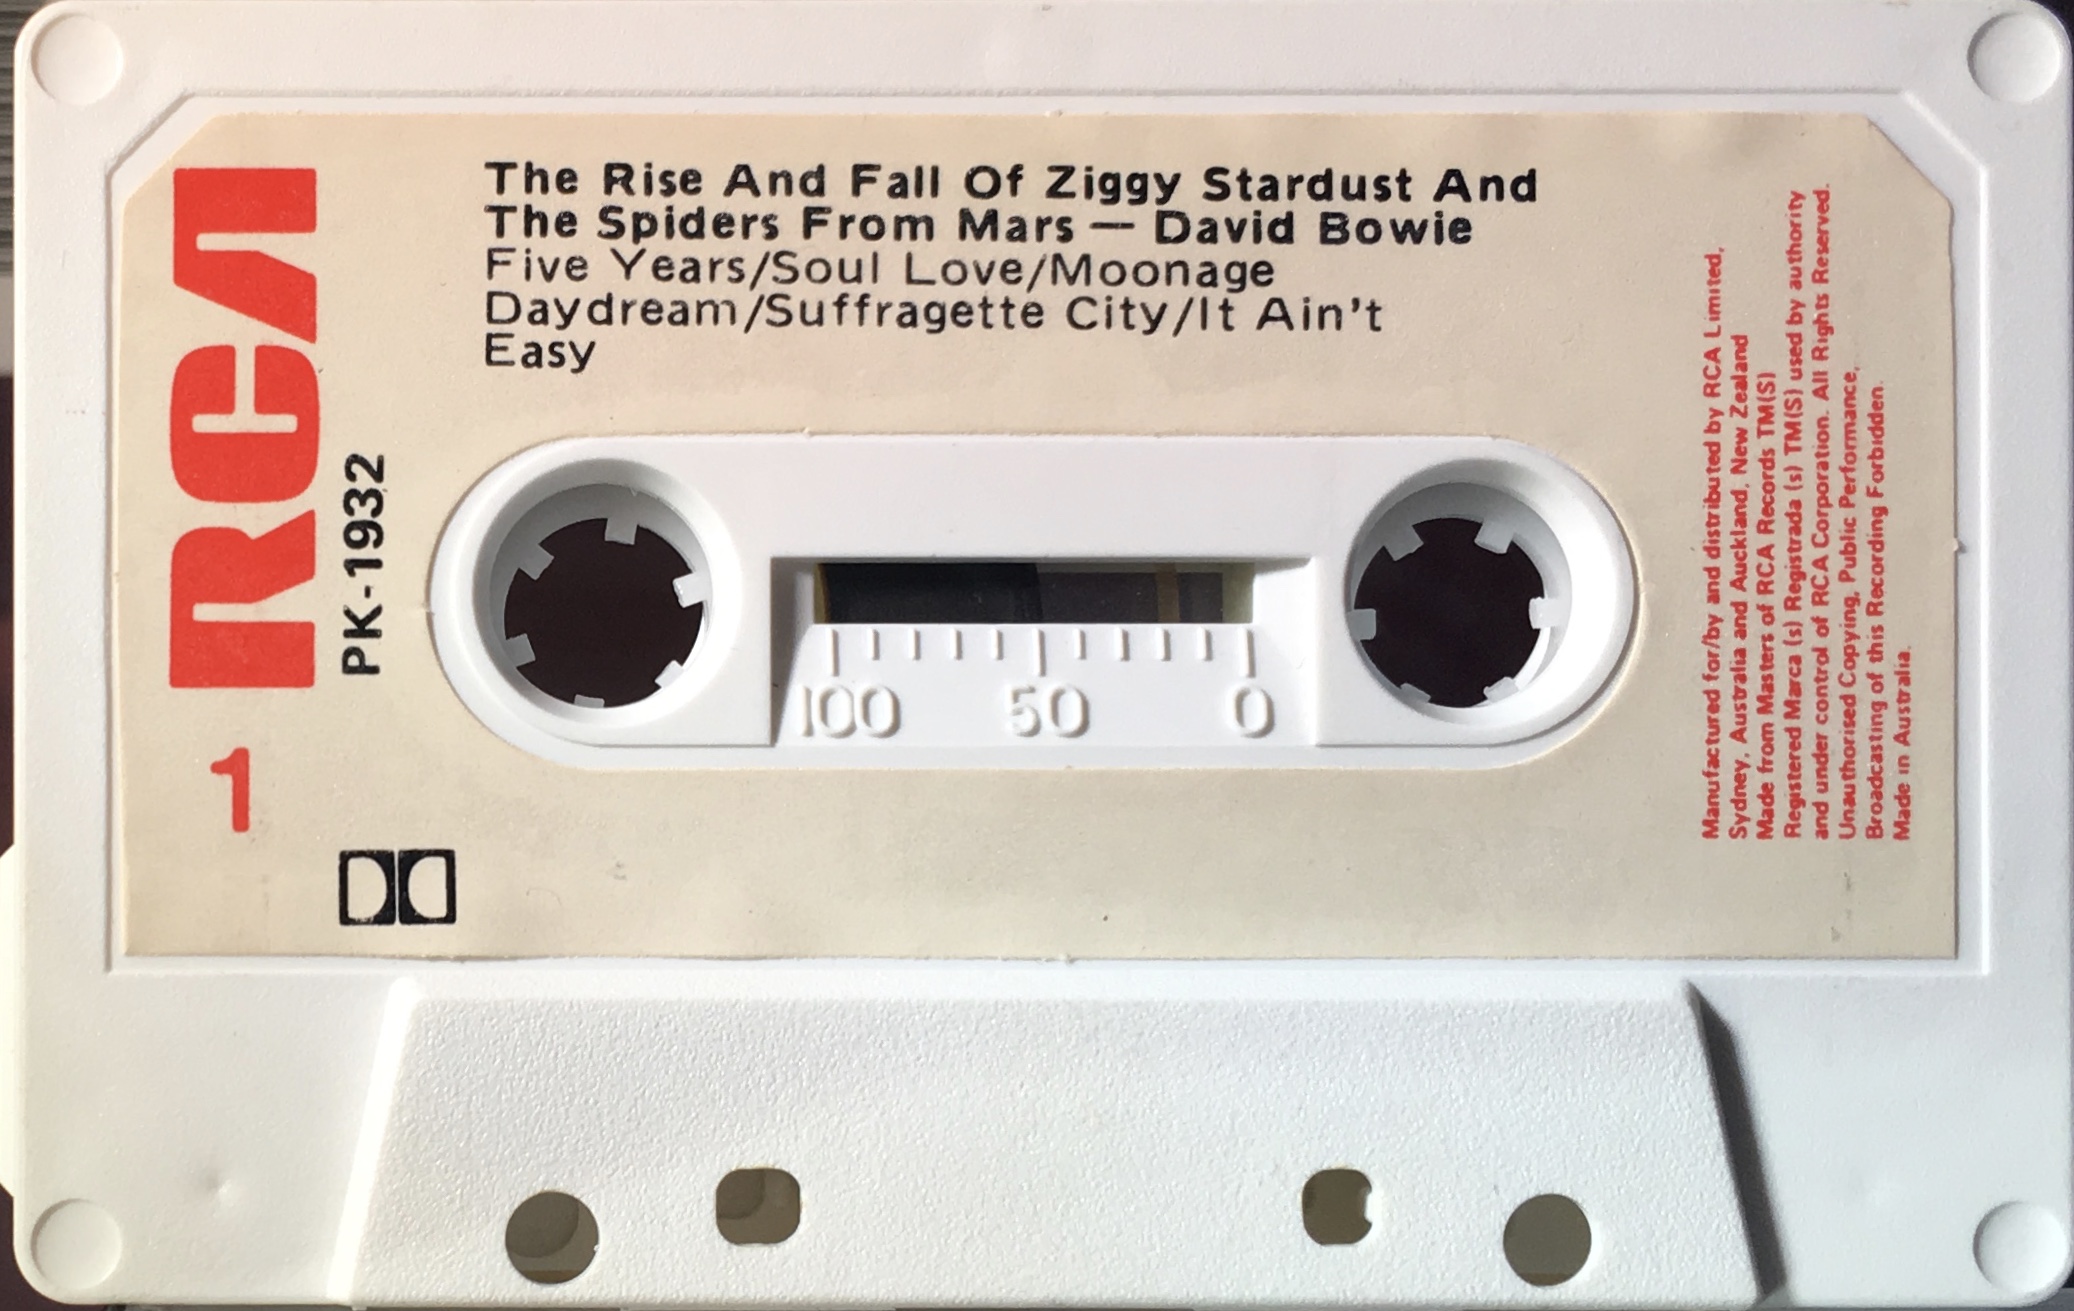 RCA
1
PK-1932
The Rise And Fall Of Ziggy Stardust And
The Spiders From Mars — David Bowie
Five Years/Soul Love/Moonage
Daydream/Suffragette City/It Ain't
Easy
100 50 0
Manufactured for/by and distributed by RCA Limited,
Sydney, Australia and Auckland, New Zealand
Made from Masters of RCA Records TM(S)
Registered Marca (s) Registrada (s) TM(S) used by authority
and under control of RCA Corporation. All Rights Reserved.
Unauthorised Copying, Public Performance,
Broadcasting of this Recording Forbidden.
Made in Australia.